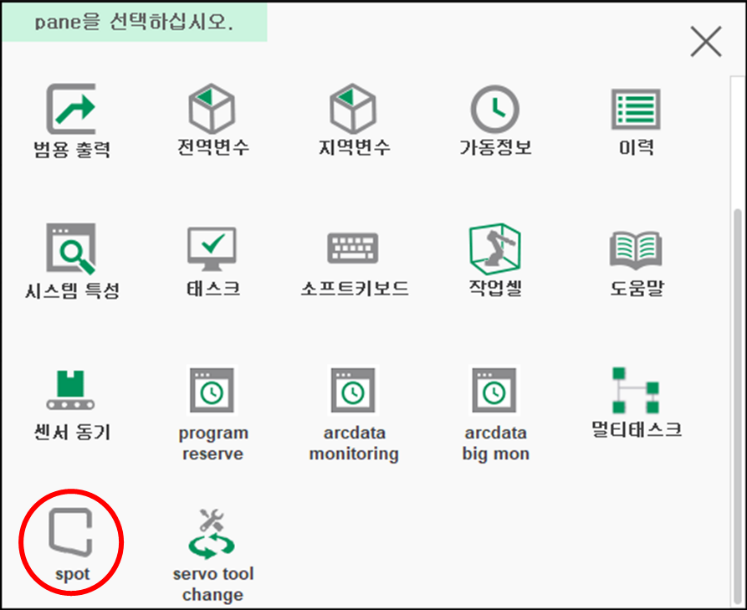 pane을 선택하십시오.
범용 출력
전역변수
지역변수
가동정보
이력
시스템 특성
태스크
소프트키보드
작업셀
도움말
센서 동기
program
reserve
arcdata
monitoring
arcdata
big mon
멀티태스크
spot
servo tool
change